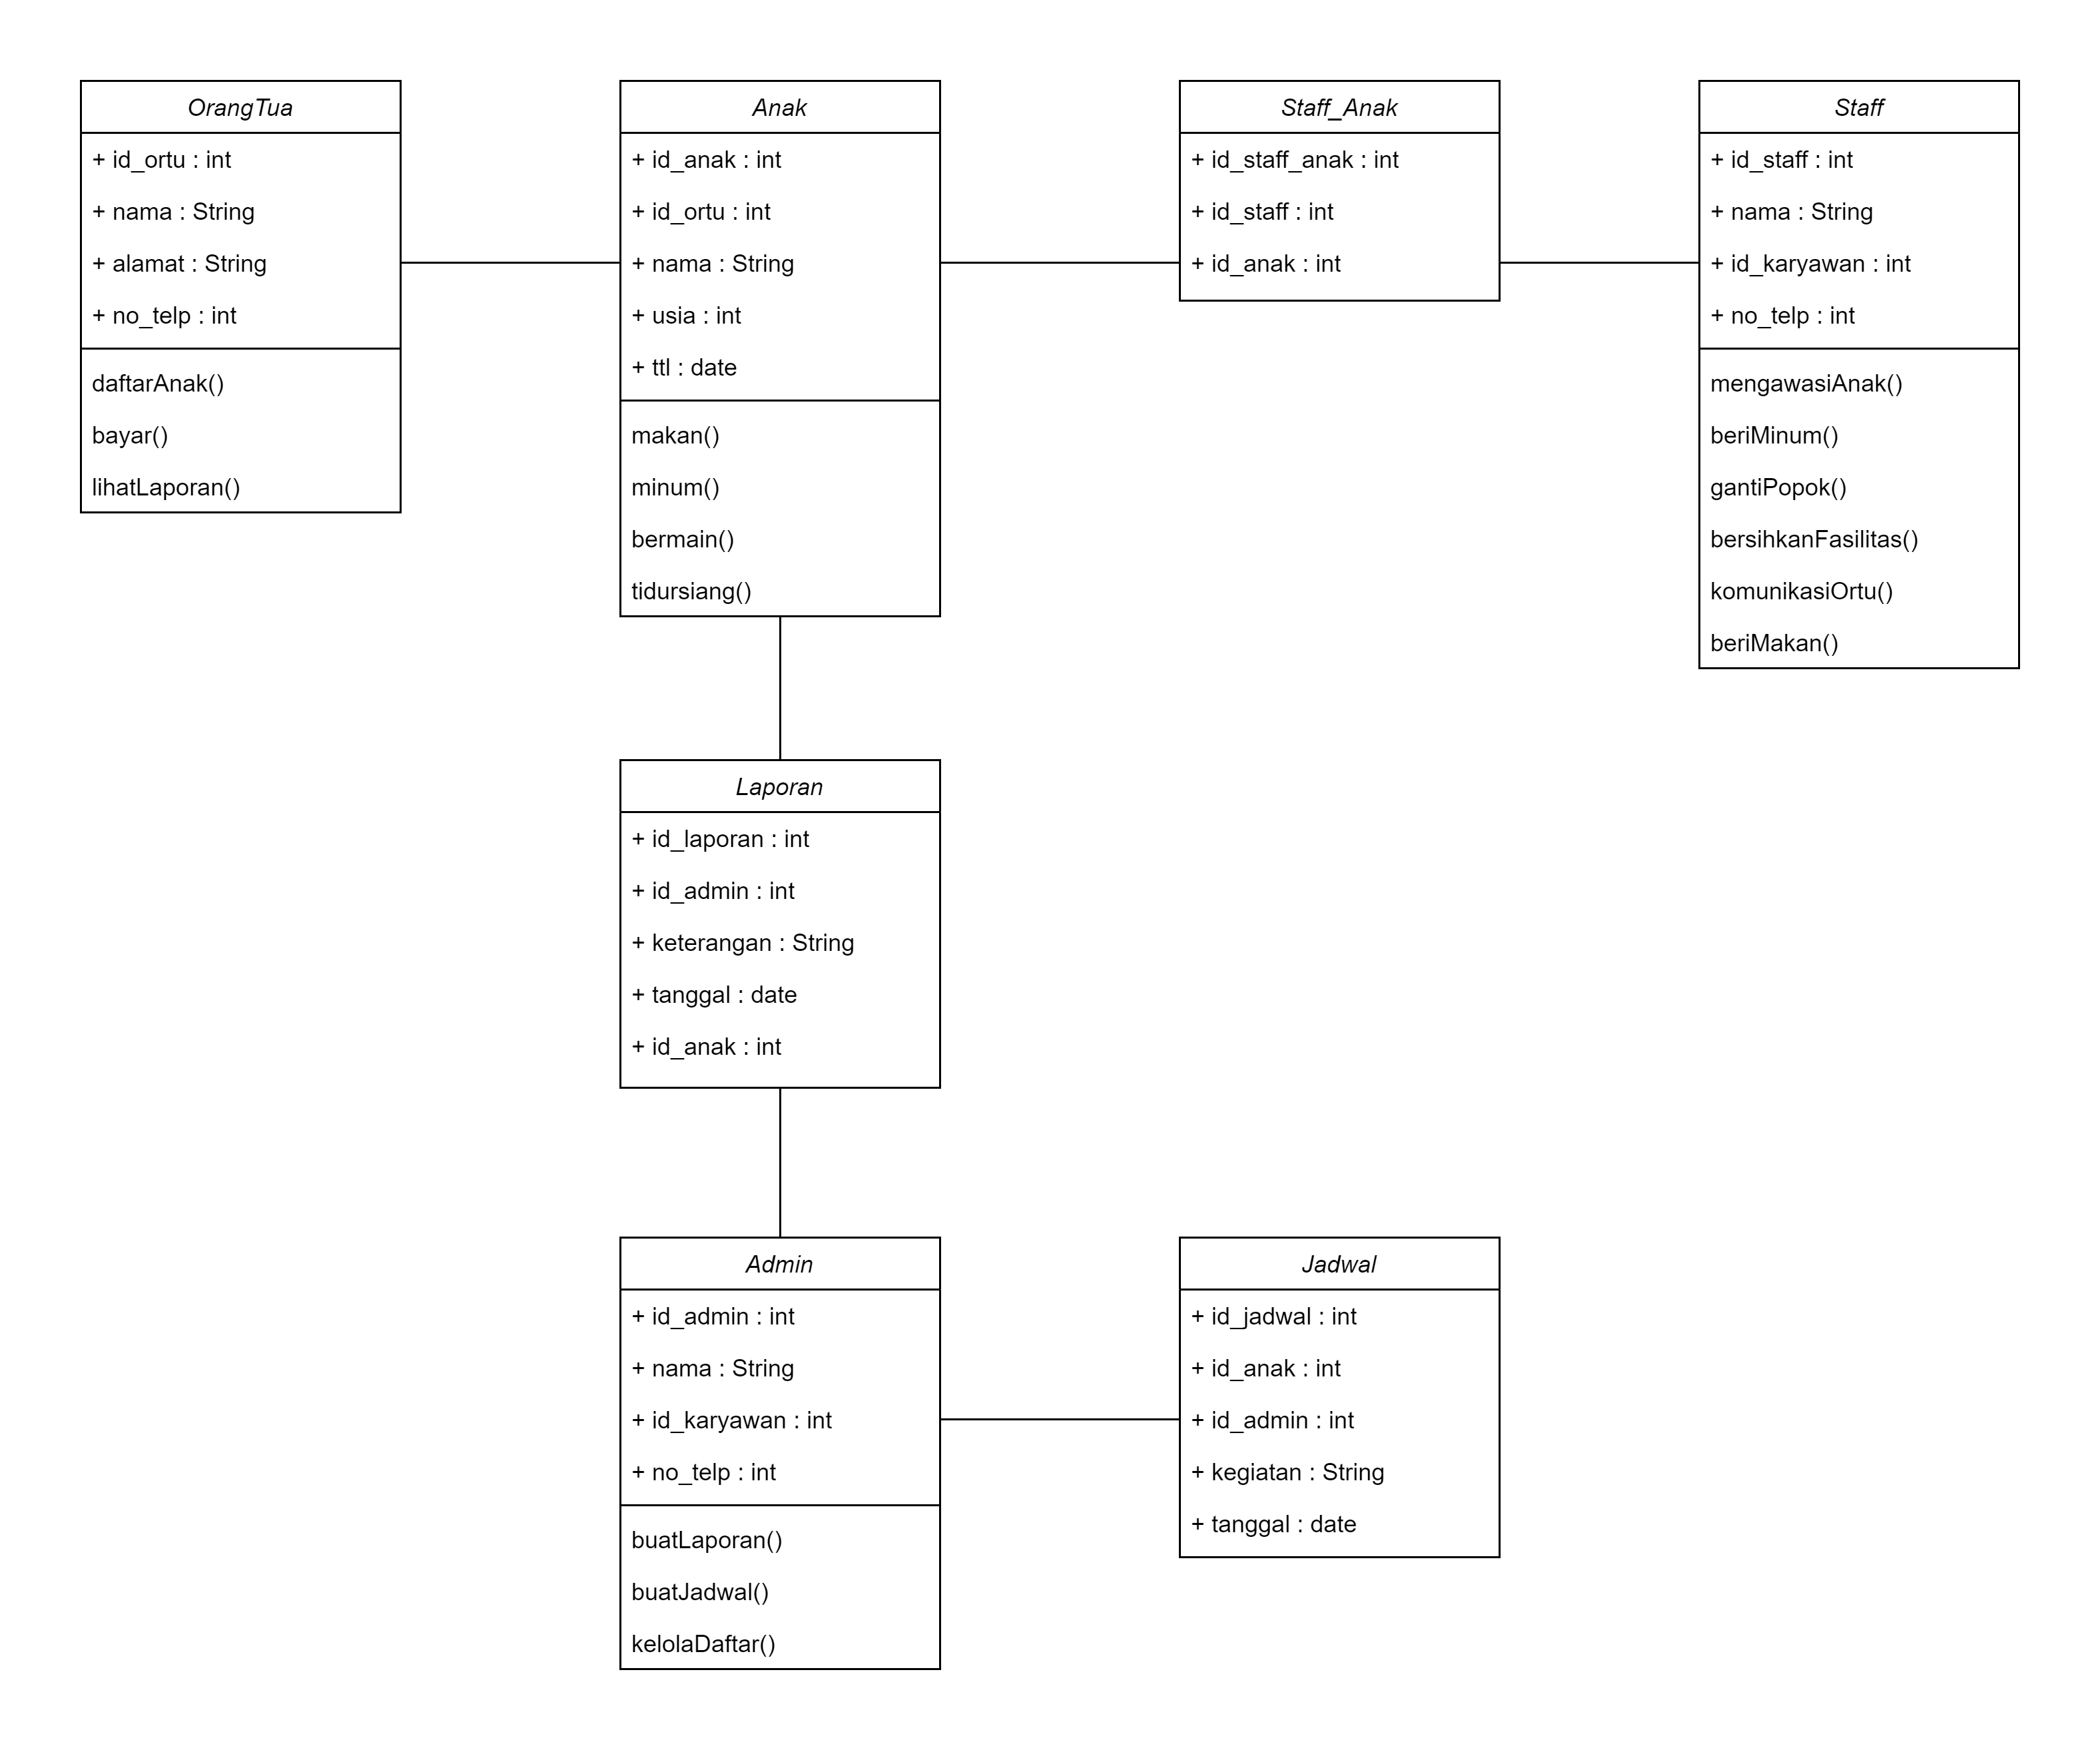 OrangTua
+ id_ortu : int
+ nama : String
+ alamat : String
+ no_telp : int
daftarAnak()
bayar()
lihatLaporan()
Anak
+ id_anak : int
+ id_ortu : int
+ nama : String
+ usia : int
+ ttl : date
makan()
minum()
bermain()
tidursiang()
Staff_Anak
+ id_staff_anak : int
+ id_staff : int
+ id_anak : int
Staff
+ id_staff : int
+ nama : String
+ id_karyawan : int
+ no_telp : int
mengawasiAnak()
beriMinum()
gantiPopok()
bersihkanFasilitas()
komunikasiOrtu()
beriMakan()
Laporan
+ id_laporan : int
+ id_admin : int
+ keterangan : String
+ tanggal : date
+ id_anak : int
Admin
+ id_admin : int
+ nama : String
+ id_karyawan : int
+ no_telp : int
buatLaporan()
buatJadwal()
kelolaDaftar()
Jadwal
+ id_jadwal : int
+ id_anak : int
+ id_admin : int
+ kegiatan : String
+ tanggal : date